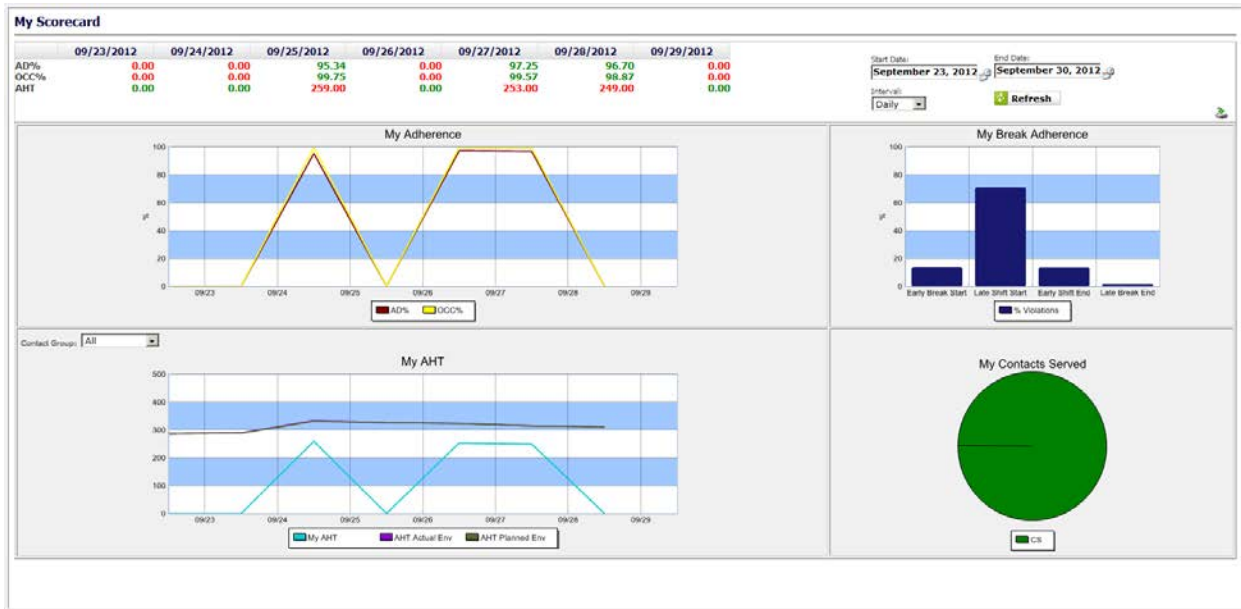 My Scorecard
09/23/2012 09/24/2012 09/25/2012 09/26/2012 09/27/2012 09/28/2012 09/29/2012
AD% 0.00 0.00 95.34 0.00 97.25 96.70 0.00
OCC% 0.00 0.00 99.75 0.00 99.57 98.87 0.00
AHT 0.00 0.00 259.00 0.00 253.00 249.00 0.00
Start Date: End Date:
September 23, 2012 September 30, 2012
Interval:
Daily Refresh
My Adherence
100
80
60
%
40
20
0
09/23 09/24 09/25 09/26 09/27 09/28 09/29
AD% OCC%
My Break Adherence
100
80
60
%
40
20
0
Early Break Start Late Shift Start Early Shift End Late Break End
% Violations
Contact Group: All
My AHT
500
400
300
200
100
0
09/23 09/24 09/25 09/26 09/27 09/28 09/29
My AHT AHT Actual Env AHT Planned Env
My Contacts Served
CS